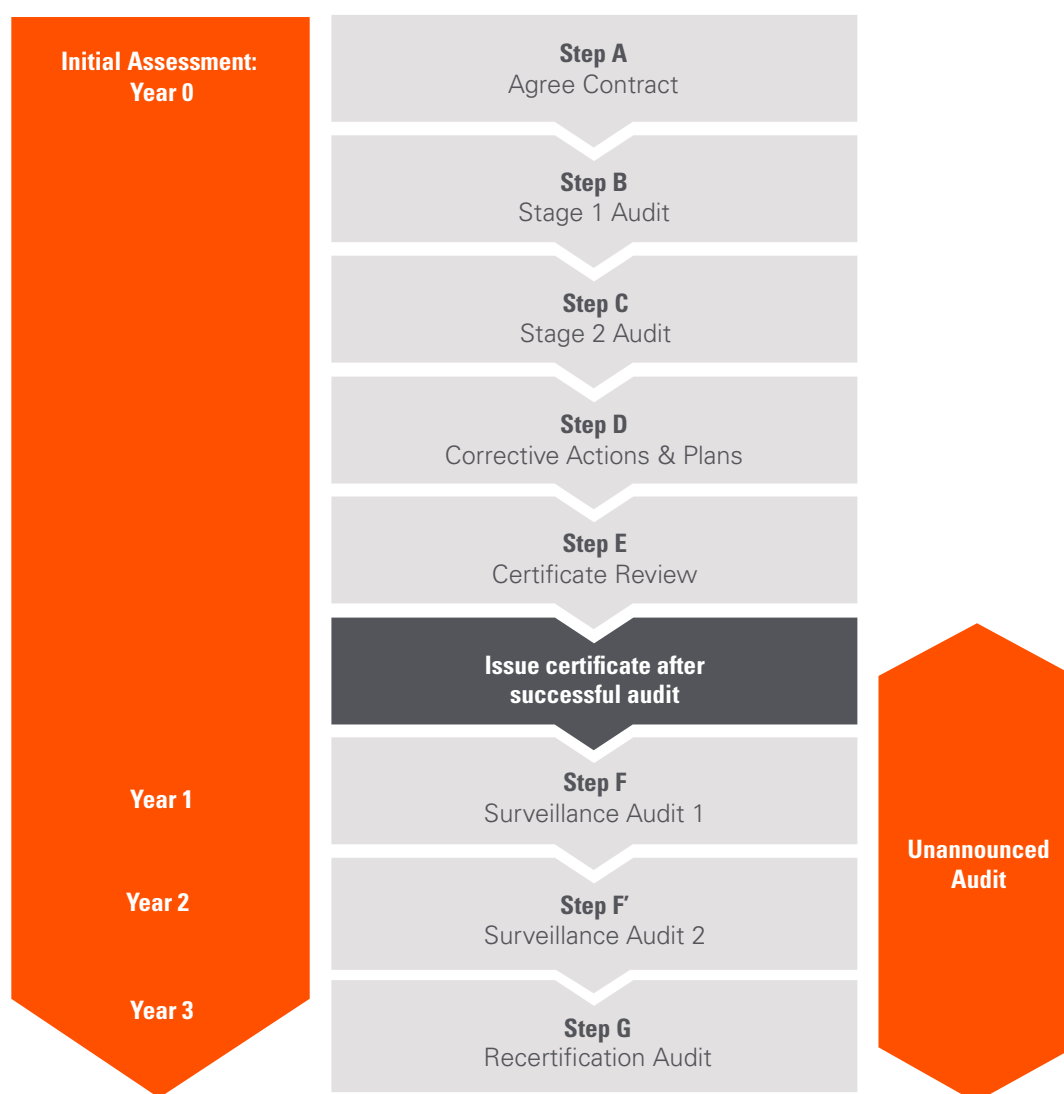 Initial Assessment:
Year 0
Step A
Agree Contract
Step B
Stage 1 Audit
Step C
Stage 2 Audit
Step D
Corrective Actions & Plans
Step E
Certificate Review
Issue certificate after
successful audit
Year 1
Step F
Surveillance Audit 1
Unannounced
Audit
Year 2
Step F’
Surveillance Audit 2
Year 3
Step G
Recertification Audit